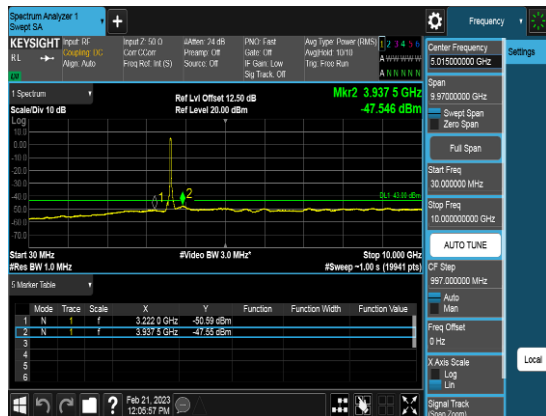 Spectrum Analyzer 1
Swept SA
Frequency
KEYSIGHT
Input: RF
Coupling: DC
Align: Auto
Input Z: 50 Ω
Corr CCorr
Freq Ref: Int (S)
#Atten: 24 dB
Preamp: Off
Source: Off
PNO: Fast
Gate: Off
IF Gain: Low
Sig Track: Off
Avg Type: Power (RMS)
Avg|Hold: 10/10
Trig: Free Run
1 2 3 4 5 6
A W W W W W
A N N N N N
RL
LXI
1 Spectrum
Scale/Div 10 dB
Ref Lvl Offset 12.50 dB
Ref Level 20.00 dBm
Mkr2 3.937 5 GHz
-47.546 dBm
Log
10.0
0.00
-10.0
-20.0
-30.0
-40.0
-50.0
-60.0
-70.0
1
2
DL1 -43.00 dBm
Start 30 MHz
#Res BW 1.0 MHz
#Video BW 3.0 MHz*
Stop 10.000 GHz
#Sweep ~1.00 s (19941 pts)
5 Marker Table
Mode Trace Scale X Y Function Function Width Function Value
1 N 1 f 3.222 0 GHz -50.59 dBm
2 N 1 f 3.937 5 GHz -47.55 dBm
3
4
5
6
Feb 21, 2023
12:05:57 PM
Center Frequency
5.015000000 GHz
Span
9.97000000 GHz
Swept Span
Zero Span
Full Span
Start Freq
30.000000 MHz
Stop Freq
10.000000000 GHz
AUTO TUNE
CF Step
997.000000 MHz
Auto
Man
Freq Offset
0 Hz
X Axis Scale
Log
Lin
Signal Track
(Span Zoom)
Settings
Local